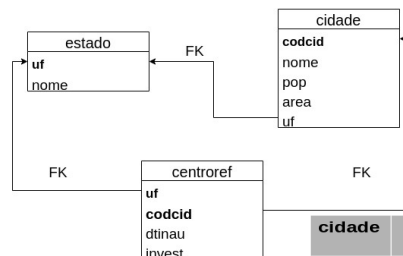 cidade
codcid
nome
pop
area
uf
estado
uf
nome
FK
FK
centroref
uf
codcid
dtinau
invest
FK
cidade